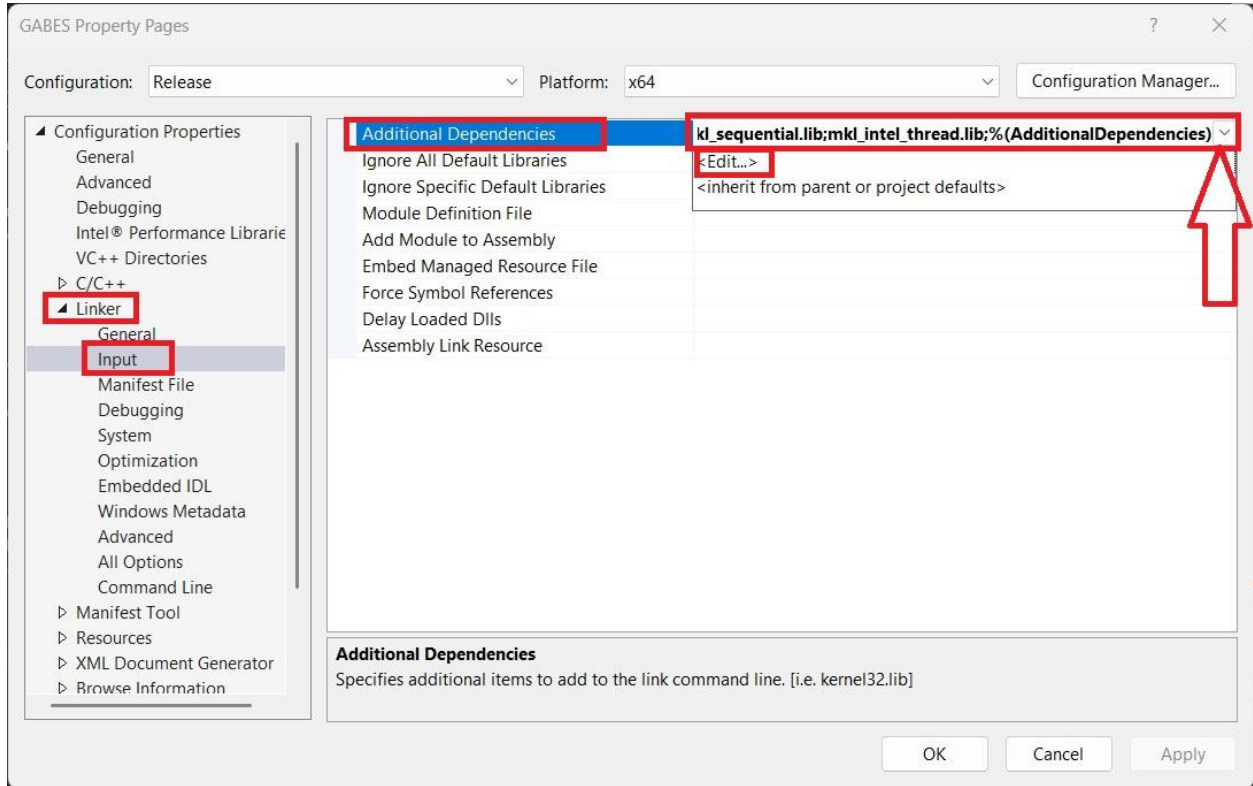 GABES Property Pages
Configuration: Release Platform: x64 Configuration Manager...
Configuration Properties
General
Advanced
Debugging
Intel® Performance Librarie
VC++ Directories
C/C++
Linker
General
Input
Manifest File
Debugging
System
Optimization
Embedded IDL
Windows Metadata
Advanced
All Options
Command Line
Manifest Tool
Resources
XML Document Generator
Browse Information
Additional Dependencies kl_sequential.lib;mkl_intel_thread.lib;%(AdditionalDependencies)
Ignore All Default Libraries <Edit...>
Ignore Specific Default Libraries <inherit from parent or project defaults>
Module Definition File
Add Module to Assembly
Embed Managed Resource File
Force Symbol References
Delay Loaded Dlls
Assembly Link Resource
Additional Dependencies
Specifies additional items to add to the link command line. [i.e. kernel32.lib]
OK Cancel Apply